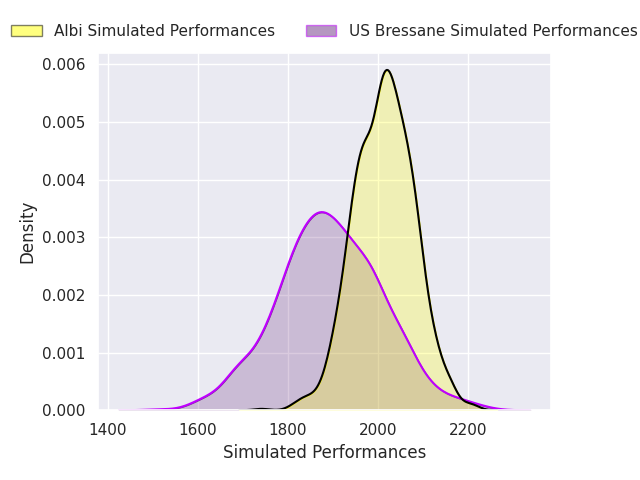 Albi Simulated Performances
US Bressane Simulated Performances
0.006
0.005
0.004
0.003
0.002
0.001
0.000
Density
1400 1600 1800 2000 2200
Simulated Performances